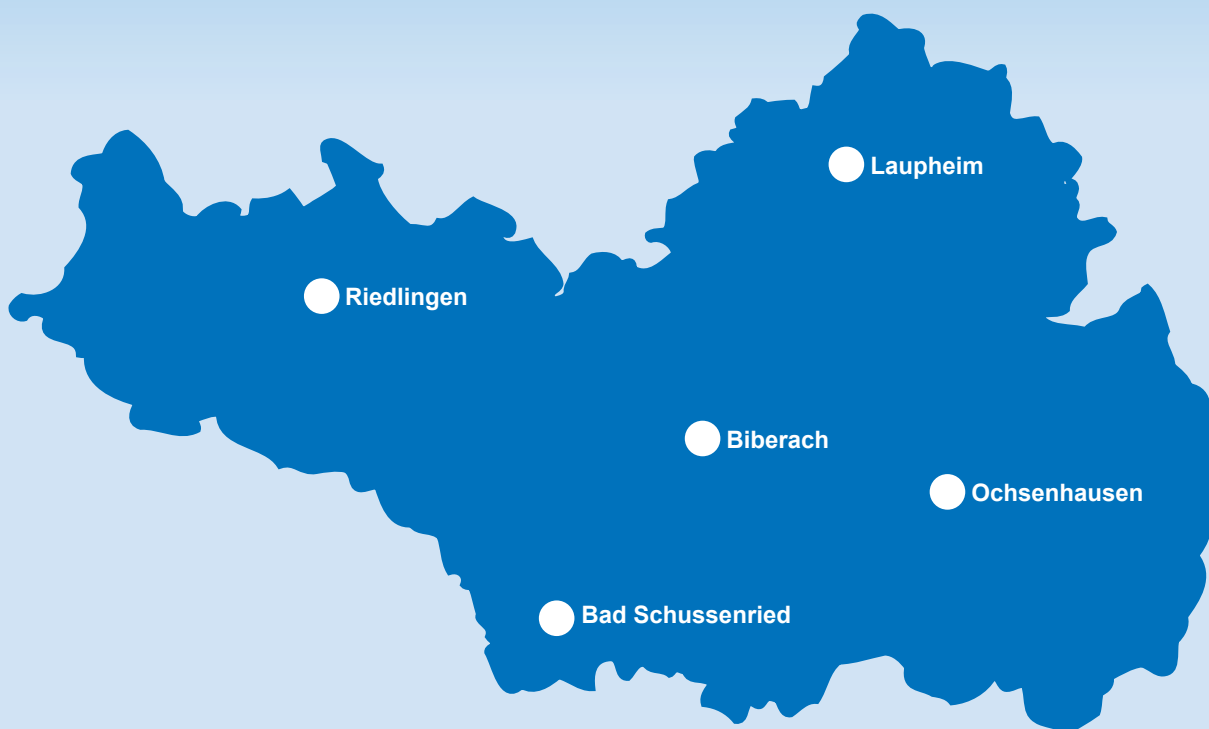 Laupheim
Riedlingen
Biberach
Ochsenhausen
Bad Schussenried